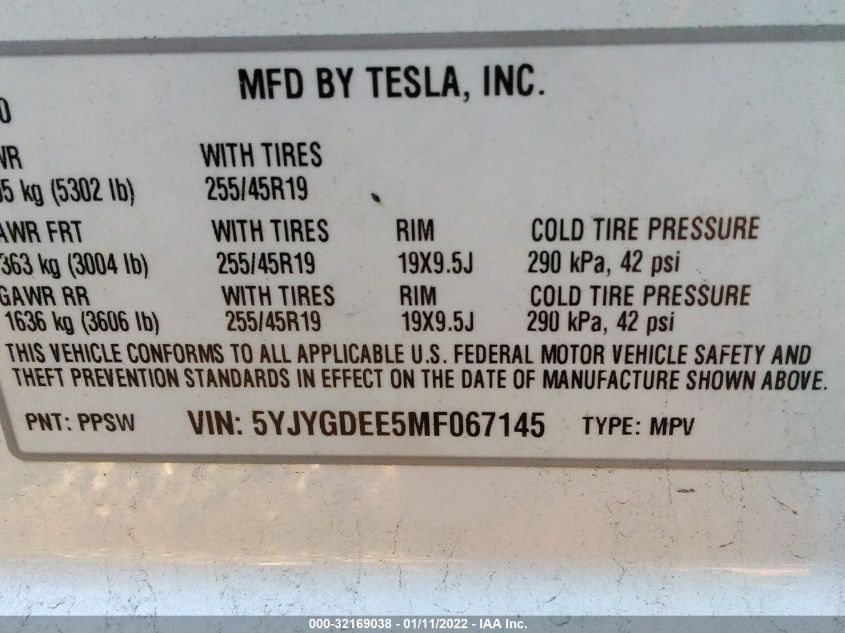 MFD BY TESLA, INC.
WITH TIRES
kg (5302 lb) 255/45R19
FRT WITH TIRES RIM COLD TIRE PRESSURE
kg (3004 lb) 255/45R19 19X9.5J 290 kPa, 42 psi
GAWR RR WITH TIRES RIM COLD TIRE PRESSURE
1636 kg (3606 lb) 255/45R19 19X9.5J 290 kPa, 42 psi
THIS VEHICLE CONFORMS TO ALL APPLICABLE U.S. FEDERAL MOTOR VEHICLE SAFETY AND
THEFT PREVENTION STANDARDS IN EFFECT ON THE DATE OF MANUFACTURE SHOWN ABOVE.
PNT: PPSW VIN: 5YJYGDEE5MF067145 TYPE: MPV
000-32169038 - 01/11/2022 - IAA Inc.